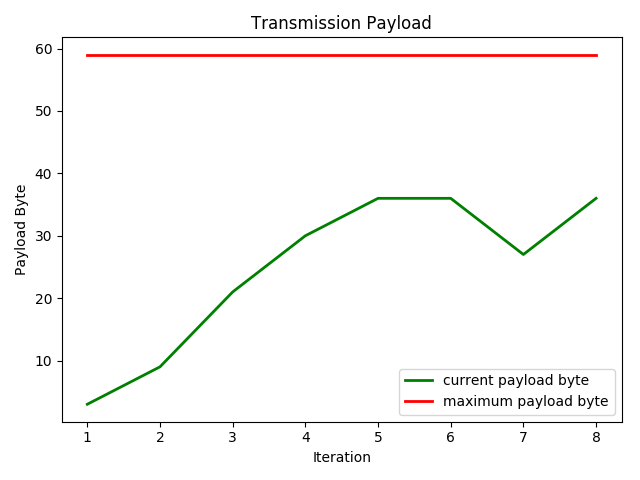 Transmission Payload
60
50
40
30
20
10
Payload Byte
current payload byte
maximum payload byte
1 2 3 4 5 6 7 8
Iteration